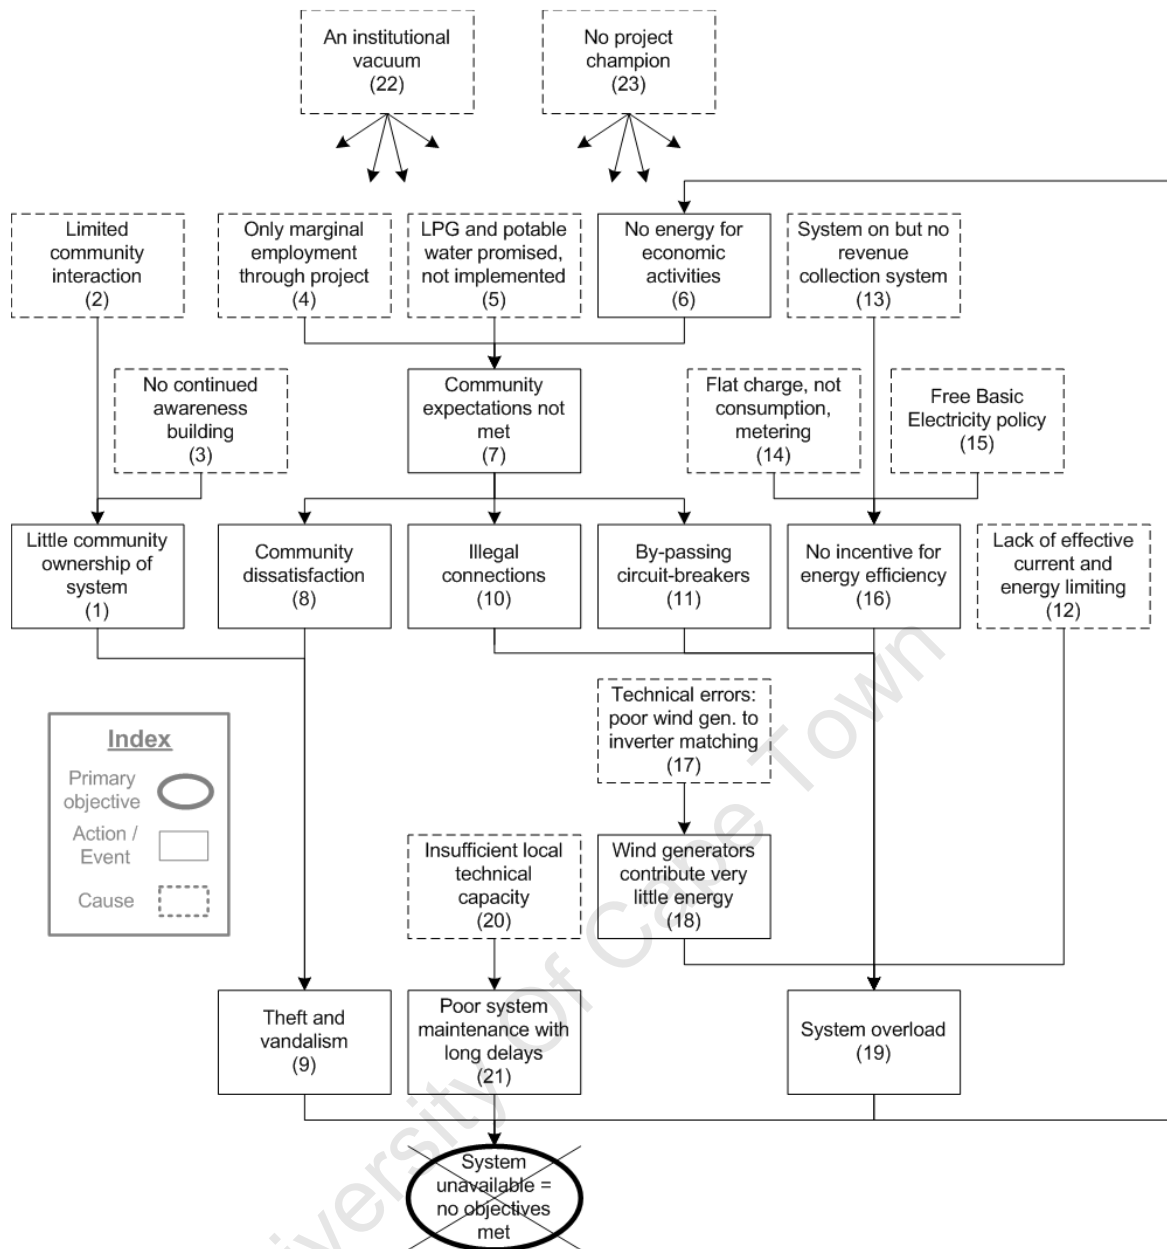 An institutional
vacuum
(22)
No project
champion
(23)
Limited
community
interaction
(2)
Only marginal
employment
through project
(4)
LPG and potable
water promised,
not implemented
(5)
No energy for
economic
activities
(6)
System on but no
revenue
collection system
(13)
No continued
awareness
building
(3)
Community
expectations not
met
(7)
Flat charge, not
consumption,
metering
(14)
Free Basic
Electricity policy
(15)
Little community
ownership of
system
(1)
Community
dissatisfaction
(8)
Illegal
connections
(10)
By-passing
circuit-breakers
(11)
No incentive for
energy efficiency
(16)
Lack of effective
current and
energy limiting
(12)
Technical errors:
poor wind gen. to
inverter matching
(17)
Index
Primary
objective
Action /
Event
Cause
Insufficient local
technical
capacity
(20)
Wind generators
contribute very
little energy
(18)
Theft and
vandalism
(9)
Poor system
maintenance with
long delays
(21)
System overload
(19)
System
unavailable =
no objectives
met
iversity Of Cape Town